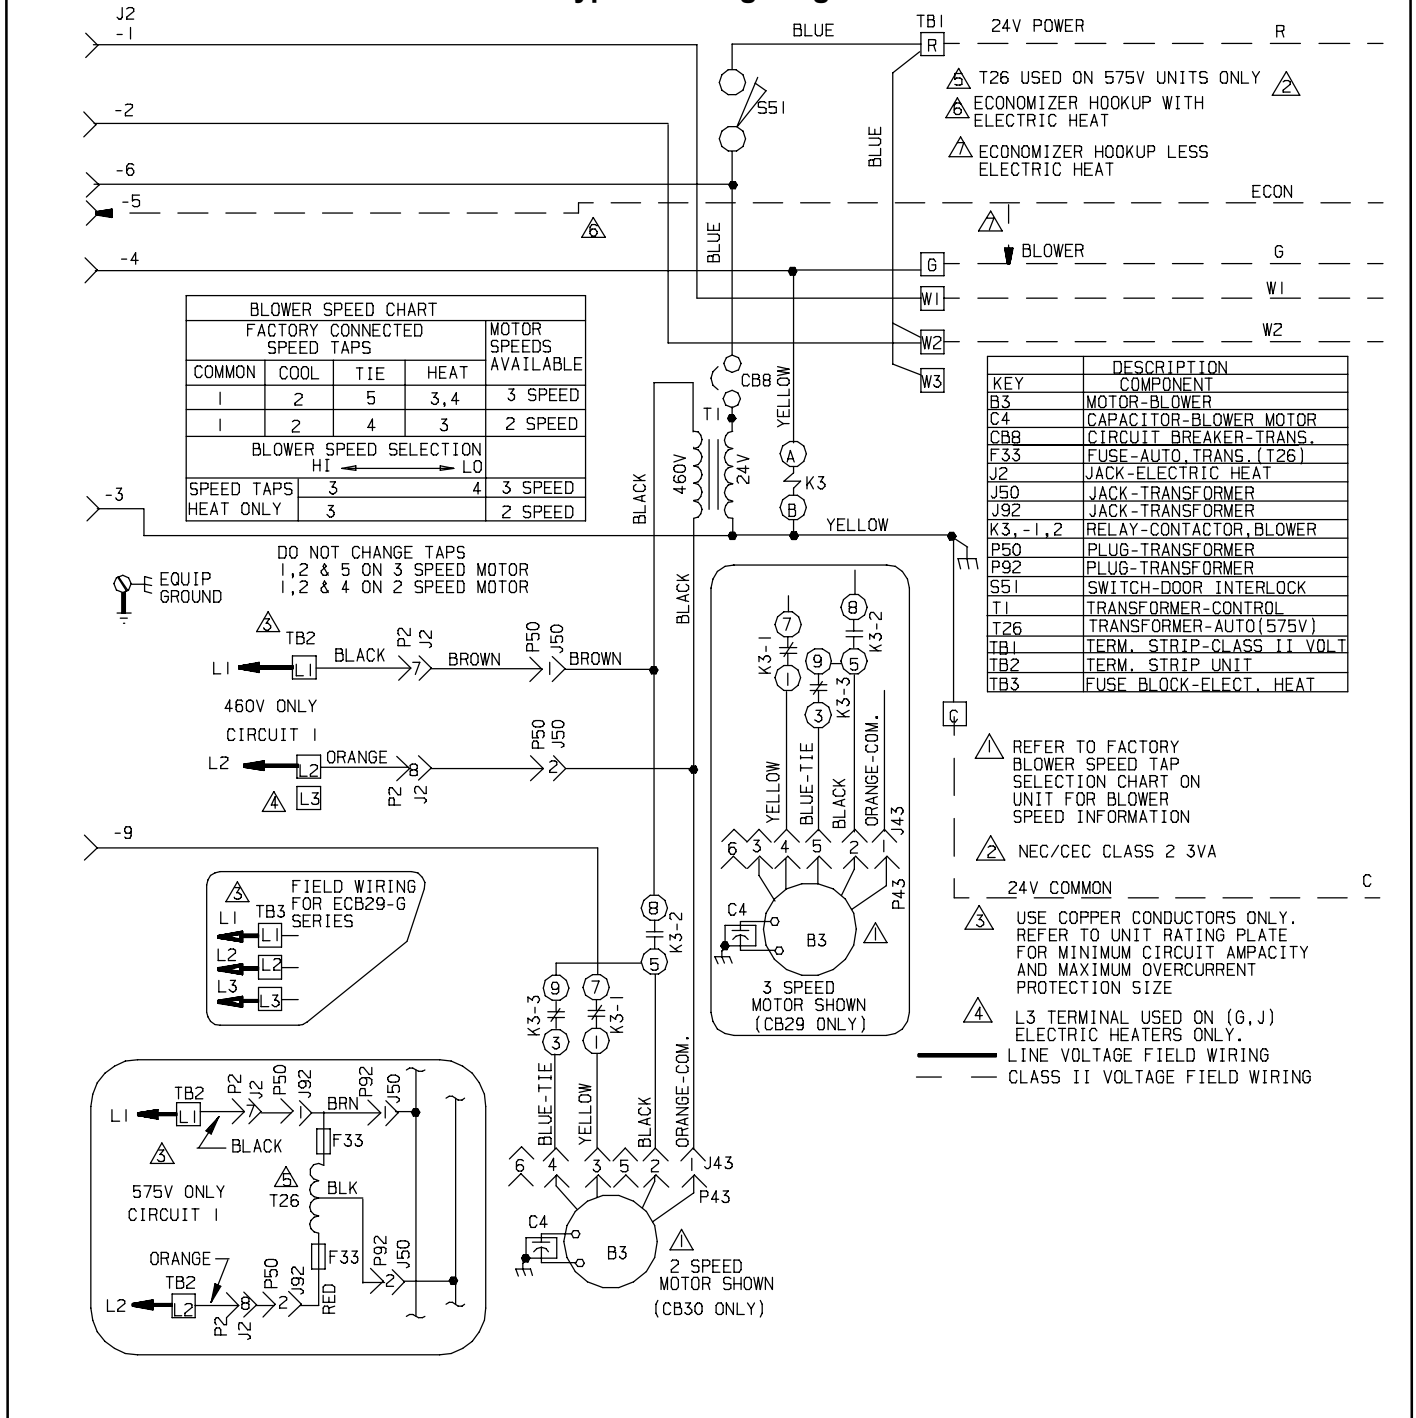 J2
-1
BLUE
TB1
R
24V POWER
R
5 T26 USED ON 575V UNITS ONLY
2
6 ECONOMIZER HOOKUP WITH
ELECTRIC HEAT
S51
-2
BLUE
7 ECONOMIZER HOOKUP LESS
ELECTRIC HEAT
-6
-5
ECON
6
7
BLUE
-4
G
BLOWER
G
W1
W1
W2
W2
W3
BLOWER SPEED CHART
FACTORY CONNECTED
SPEED TAPS
MOTOR
SPEEDS
AVAILABLE
COMMON COOL TIE HEAT
1 2 5 3,4 3 SPEED
1 2 4 3 2 SPEED
BLOWER SPEED SELECTION
HI LO
SPEED TAPS 3 4 3 SPEED
HEAT ONLY 3 2 SPEED
CB8
T1
YELLOW
460V
24V
BLACK
A
K3
B
YELLOW
DESCRIPTION
KEY COMPONENT
B3 MOTOR-BLOWER
C4 CAPACITOR-BLOWER MOTOR
CB8 CIRCUIT BREAKER-TRANS.
F33 FUSE-AUTO,TRANS.(T26)
J2 JACK-ELECTRIC HEAT
J50 JACK-TRANSFORMER
J92 JACK-TRANSFORMER
K3,-1,2 RELAY-CONTACTOR,BLOWER
P50 PLUG-TRANSFORMER
P92 PLUG-TRANSFORMER
S51 SWITCH-DOOR INTERLOCK
T1 TRANSFORMER-CONTROL
T26 TRANSFORMER-AUTO(575V)
TB1 TERM. STRIP-CLASS II VOLT
TB2 TERM. STRIP UNIT
TB3 FUSE BLOCK-ELECT. HEAT
-3
DO NOT CHANGE TAPS
1,2 & 5 ON 3 SPEED MOTOR
1,2 & 4 ON 2 SPEED MOTOR
EQUIP
GROUND
3
TB2
L1
L1
BLACK
P2
7
J2
BROWN
P50
1
J50
BROWN
BLACK
460V ONLY
CIRCUIT 1
L2
L2
ORANGE
P2
8
J2
P50
2
J50
4
L3
7
K3-1
1
8
K3-2
5
9
K3-3
3
YELLOW
BLUE-TIE
BLACK
ORANGE-COM.
J43
6 3 4 5 2 1
P43
C4
B3
1
3 SPEED
MOTOR SHOWN
(CB29 ONLY)
C
1 REFER TO FACTORY
BLOWER SPEED TAP
SELECTION CHART ON
UNIT FOR BLOWER
SPEED INFORMATION
2 NEC/CEC CLASS 2 3VA
24V COMMON
C
3 USE COPPER CONDUCTORS ONLY.
REFER TO UNIT RATING PLATE
FOR MINIMUM CIRCUIT AMPACITY
AND MAXIMUM OVERCURRENT
PROTECTION SIZE
4 L3 TERMINAL USED ON (G,J)
ELECTRIC HEATERS ONLY.
LINE VOLTAGE FIELD WIRING
CLASS II VOLTAGE FIELD WIRING
-9
3
FIELD WIRING
FOR ECB29-G
SERIES
L1
TB3
L1
L2
L2
L3
L3
8
K3-2
5
9
K3-3
3
7
K3-1
1
BLUE-TIE
YELLOW
BLACK
ORANGE-COM.
6 4 3 5 2 1 J43
P43
C4
B3
1
2 SPEED
MOTOR SHOWN
(CB30 ONLY)
L1
TB2
L1
P2
7
J2
P50
1
J92
BRN
P92
1
J50
BLACK
3
F33
5
T26
BLK
575V ONLY
CIRCUIT 1
F33
P92
2
J50
ORANGE
L2
TB2
L2
P2
8
J2
P50
2
J92
RED